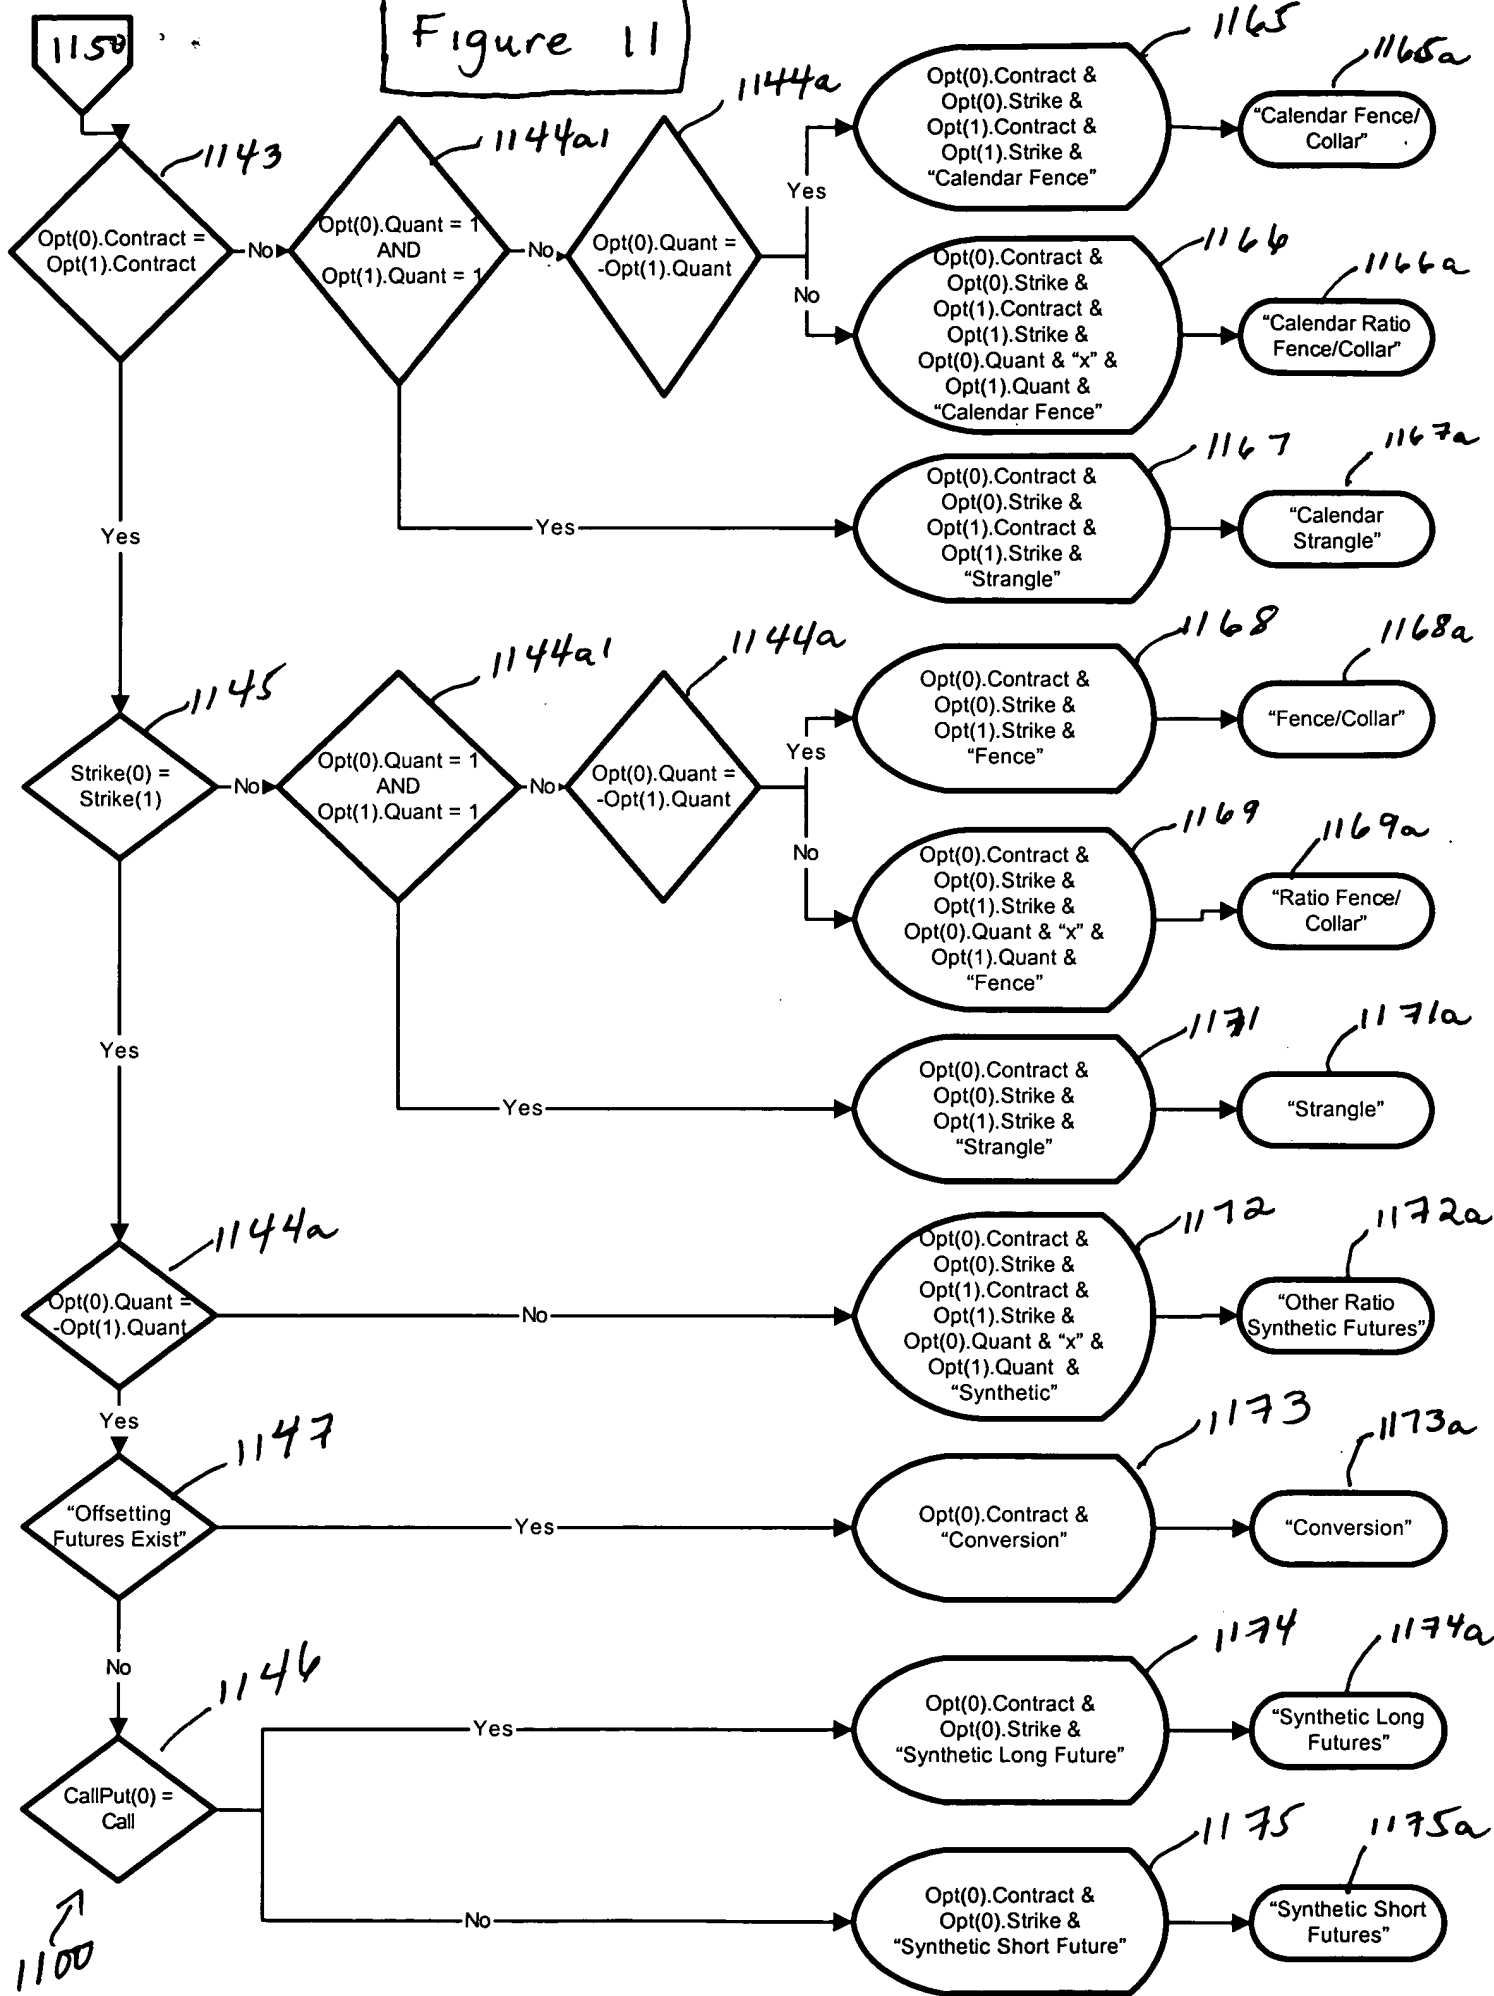 1150
Figure 11
1143
Opt(0).Contract =
Opt(1).Contract
No
1144a1
Opt(0).Quant = 1
AND
Opt(1).Quant = 1
No
1144a
Opt(0).Quant =
-Opt(1).Quant
Yes
No
1165
Opt(0).Contract &
Opt(0).Strike &
Opt(1).Contract &
Opt(1).Strike &
"Calendar Fence"
1165a
"Calendar Fence/
Collar"
1166
Opt(0).Contract &
Opt(0).Strike &
Opt(1).Contract &
Opt(1).Strike &
Opt(0).Quant & "x" &
Opt(1).Quant &
"Calendar Fence"
1166a
"Calendar Ratio
Fence/Collar"
Yes
Yes
1167
Opt(0).Contract &
Opt(0).Strike &
Opt(1).Contract &
Opt(1).Strike &
"Strangle"
1167a
"Calendar
Strangle"
1145
Strike(0) =
Strike(1)
No
1144a1
Opt(0).Quant = 1
AND
Opt(1).Quant = 1
No
1144a
Opt(0).Quant =
-Opt(1).Quant
Yes
No
1168
Opt(0).Contract &
Opt(0).Strike &
Opt(1).Strike &
"Fence"
1168a
"Fence/Collar"
1169
Opt(0).Contract &
Opt(0).Strike &
Opt(1).Strike &
Opt(0).Quant & "x" &
Opt(1).Quant &
"Fence"
1169a
"Ratio Fence/
Collar"
Yes
Yes
1171
Opt(0).Contract &
Opt(0).Strike &
Opt(1).Strike &
"Strangle"
1171a
"Strangle"
1144a
Opt(0).Quant =
-Opt(1).Quant
No
1172
Opt(0).Contract &
Opt(0).Strike &
Opt(1).Contract &
Opt(1).Strike &
Opt(0).Quant & "x" &
Opt(1).Quant &
"Synthetic"
1172a
"Other Ratio
Synthetic Futures"
Yes
1147
"Offsetting
Futures Exist"
Yes
1173
Opt(0).Contract &
"Conversion"
1173a
"Conversion"
No
1146
CallPut(0) =
Call
Yes
1174
Opt(0).Contract &
Opt(0).Strike &
"Synthetic Long Future"
1174a
"Synthetic Long
Futures"
No
1175
Opt(0).Contract &
Opt(0).Strike &
"Synthetic Short Future"
1175a
"Synthetic Short
Futures"
1100